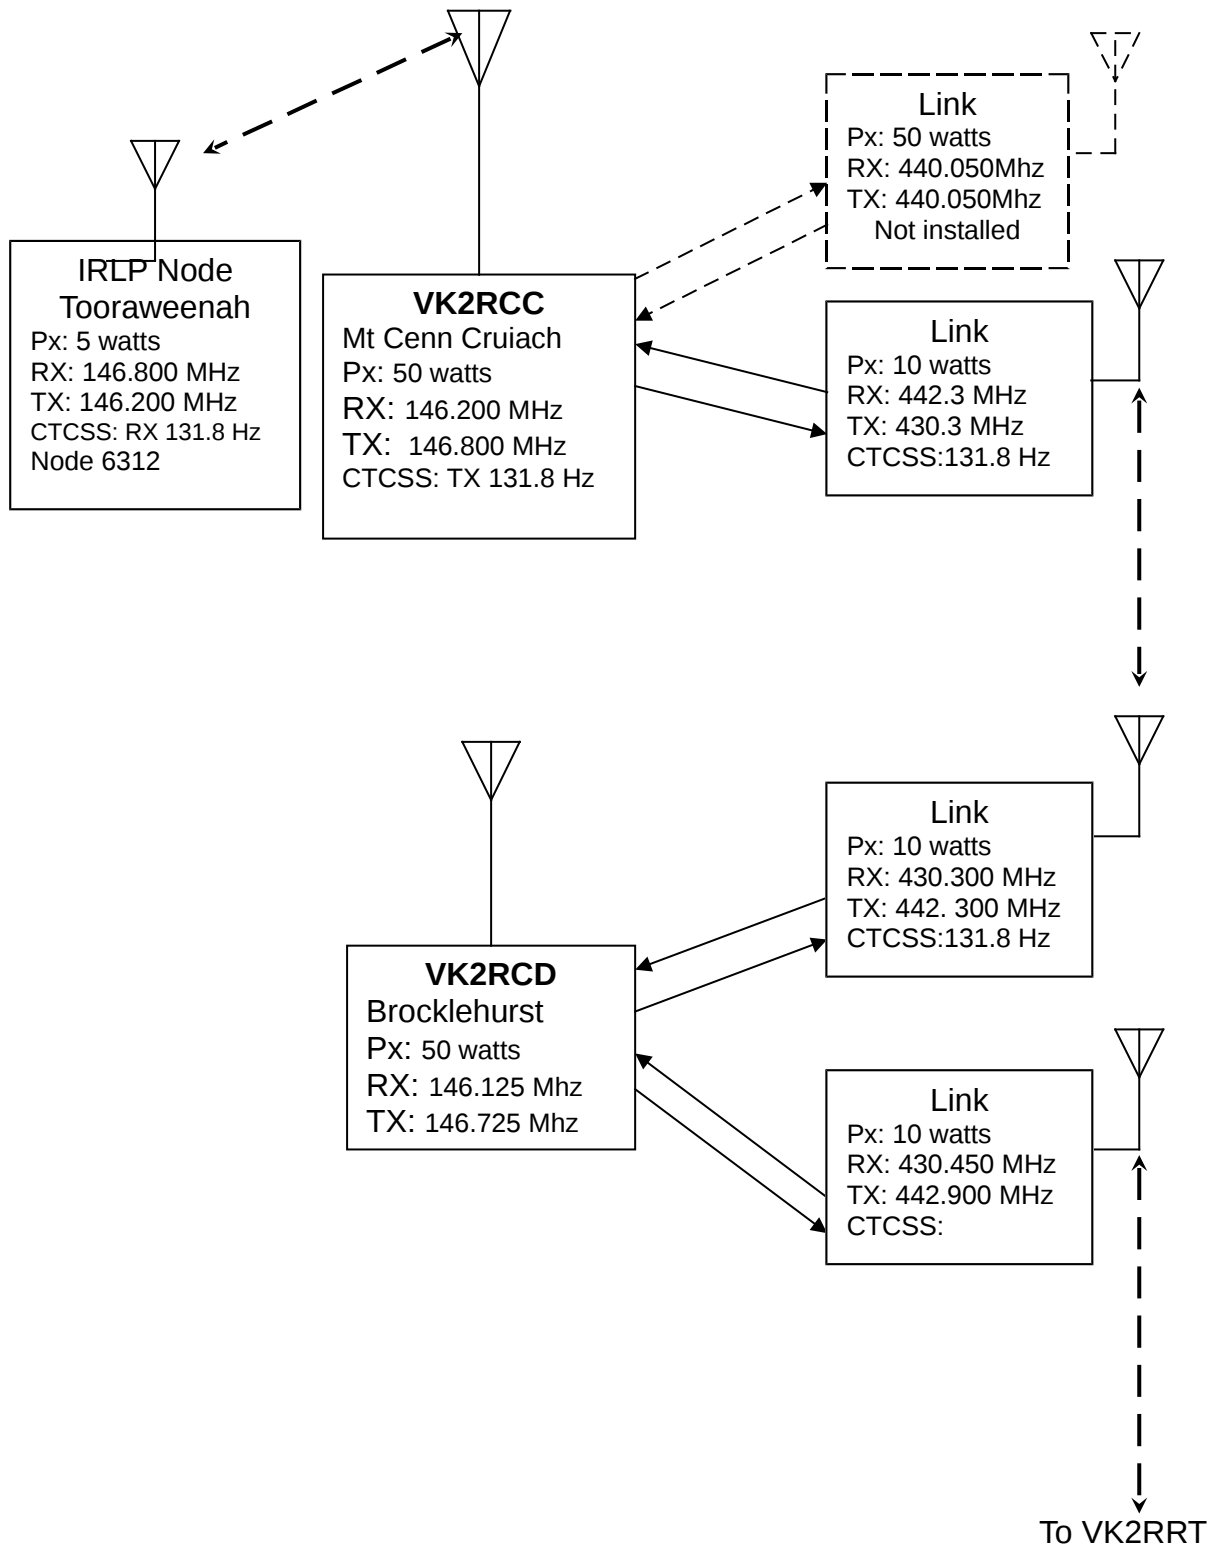 Link
Px: 50 watts
RX: 440.050Mhz
TX: 440.050Mhz
Not installed
IRLP Node
Tooraweenah
Px: 5 watts
RX: 146.800 MHz
TX: 146.200 MHz
CTCSS: RX 131.8 Hz
Node 6312
VK2RCC
Mt Cenn Cruiach
Px: 50 watts
RX: 146.200 MHz
TX:  146.800 MHz
CTCSS: TX 131.8 Hz
Link
Px: 10 watts
RX: 442.3 MHz
TX: 430.3 MHz
CTCSS:131.8 Hz
Link
Px: 10 watts
RX: 430.300 MHz
TX: 442. 300 MHz
CTCSS:131.8 Hz
VK2RCD
Brocklehurst
Px: 50 watts
RX: 146.125 Mhz
TX: 146.725 Mhz
Link
Px: 10 watts
RX: 430.450 MHz
TX: 442.900 MHz
CTCSS:
To VK2RRT